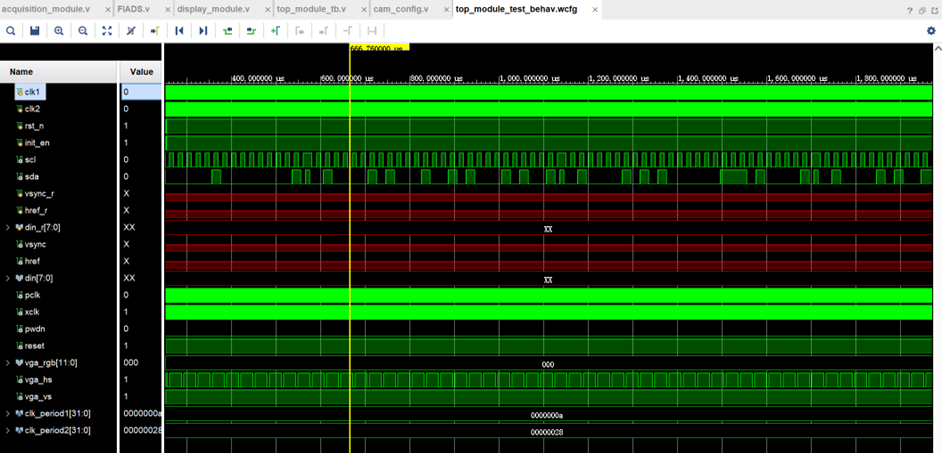 acquisition_module.v × FIADS.v × display_module.v × top_module_tb.v × cam_config.v × top_module_test_behav.wcfg ×
666.760000 us
Name Value
400.000000 us 600.000000 us 800.000000 us 1,000.000000 us 1,200.000000 us 1,400.000000 us 1,600.000000 us 1,800.000000 us
clk1 0
clk2 0
rst_n 1
init_en 1
scl 0
sda 0
vsync_r X
href_r X
din_r[7:0] XX XX
vsync X
href X
din[7:0] XX XX
pclk 0
xclk 1
pwdn 0
reset 1
vga_rgb[11:0] 000 000
vga_hs 1
vga_vs 1
clk_period1[31:0] 0000000a 0000000a
clk_period2[31:0] 00000028 00000028